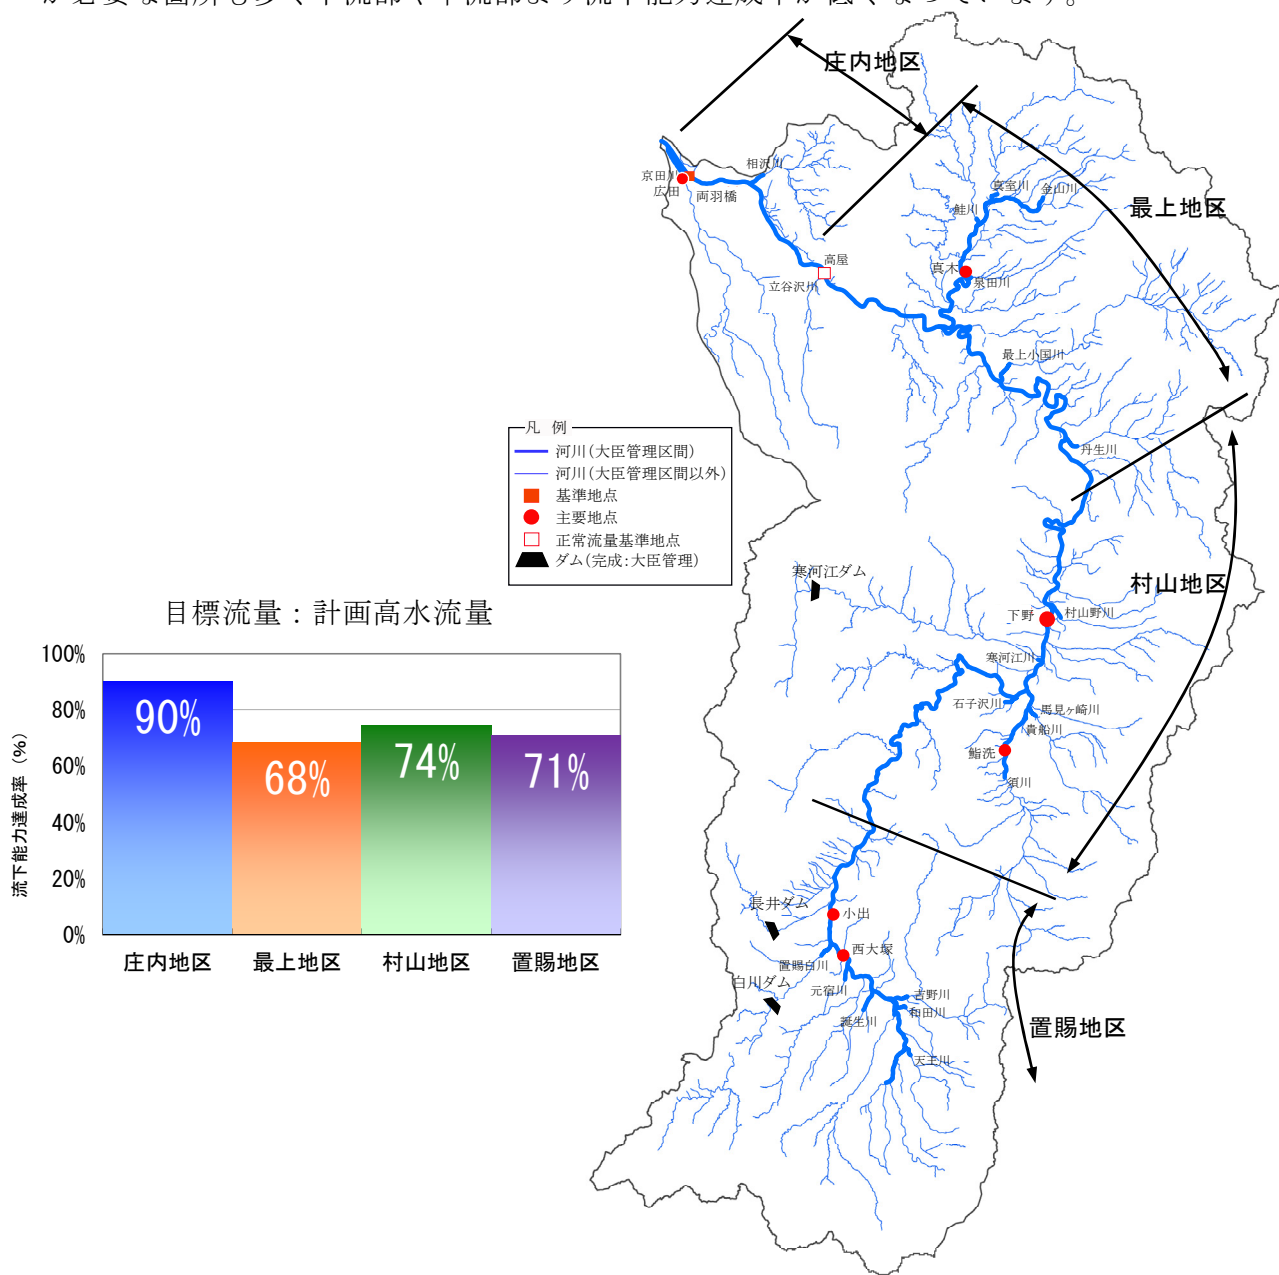 庄内地区
最上地区
村山地区
置賜地区
京田川
広田
両羽橋
相沢川
高屋
立谷沢川
鮭川
真室川
金山川
真木
泉田川
最上小国川
丹生川
凡 例
河川(大臣管理区間)
河川(大臣管理区間以外)
基準地点
主要地点
正常流量基準地点
ダム(完成:大臣管理)
寒河江ダム
下野
村山野川
寒河江川
石子沢川
馬見ヶ崎川
貴船川
鮨洗
須川
長井ダム
小出
西大塚
置賜白川
白川ダム
元宿川
誕生川
吉野川
和田川
天王川
目標流量:計画高水流量
流下能力達成率 (%)
100%
80%
60%
40%
20%
0%
90%
68%
74%
71%
庄内地区
最上地区
村山地区
置賜地区